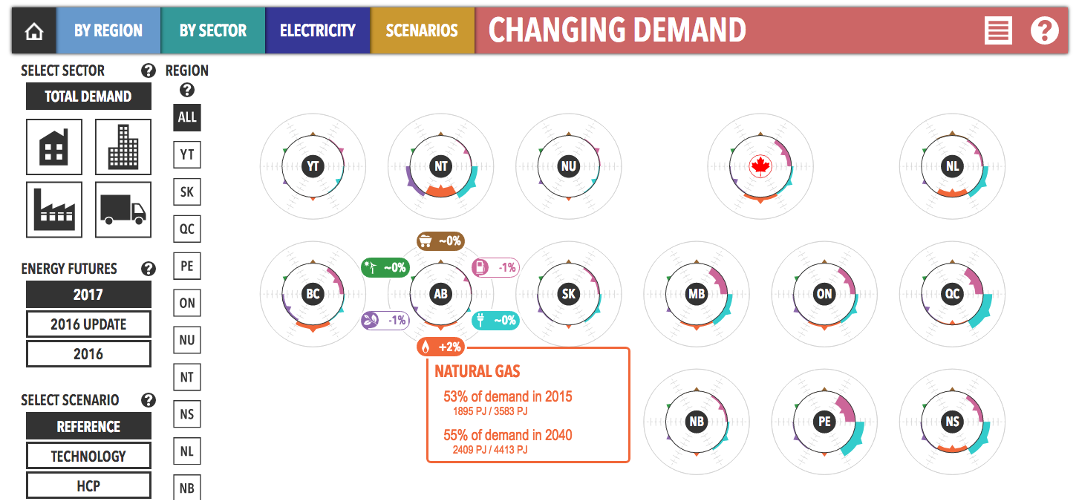 BY REGION
BY SECTOR
ELECTRICITY
SCENARIOS
CHANGING DEMAND
?
SELECT SECTOR ?
TOTAL DEMAND
ENERGY FUTURES ?
2017
2016 UPDATE
2016
SELECT SCENARIO ?
REFERENCE
TECHNOLOGY
HCP
REGION
?
ALL
YT
SK
QC
PE
ON
NU
NT
NS
NL
NB
YT
NT
NU
NL
BC
AB
SK
MB
ON
QC
NB
PE
NS
~0%
~0%
-1%
-1%
~0%
+2%
NATURAL GAS
53% of demand in 2015
1895 PJ / 3583 PJ
55% of demand in 2040
2409 PJ / 4413 PJ